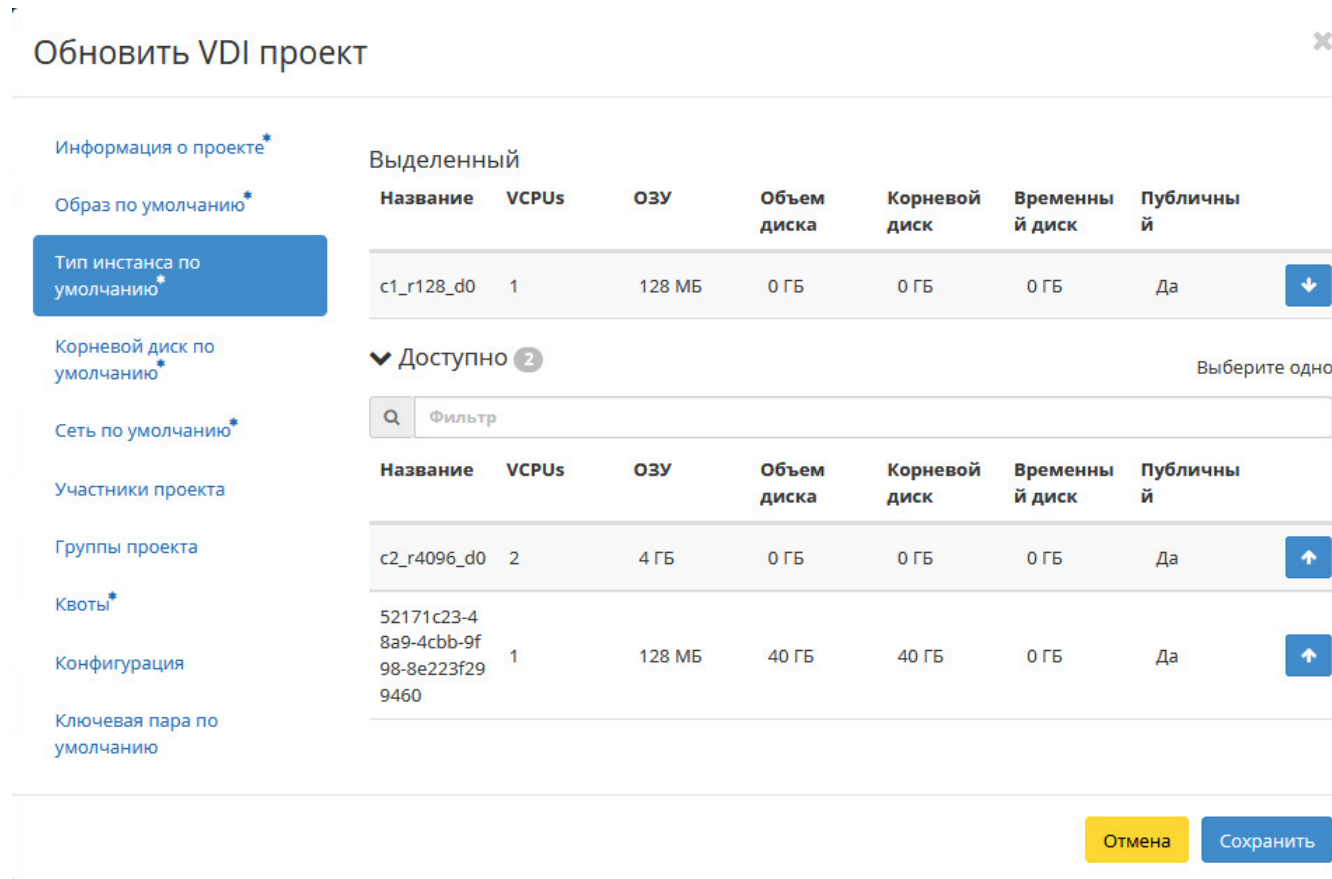 Обновить VDI проект
Информация о проекте*
Образ по умолчанию*
Тип инстанса по
умолчанию*
Корневой диск по
умолчанию*
Сеть по умолчанию*
Участники проекта
Группы проекта
Квоты*
Конфигурация
Ключевая пара по
умолчанию
Выделенный
Название VCPUs ОЗУ Объем Корневой Временны Публичны
диска диск й диск й
c1_r128_d0 1 128 МБ 0 ГБ 0 ГБ 0 ГБ Да
Доступно 2
Выберите одно
Фильтр
Название VCPUs ОЗУ Объем Корневой Временны Публичны
диска диск й диск й
c2_r4096_d0 2 4 ГБ 0 ГБ 0 ГБ 0 ГБ Да
52171c23-4
8a9-4cbb-9f
98-8e223f29
9460
1 128 МБ 40 ГБ 40 ГБ 0 ГБ Да
Отмена Сохранить